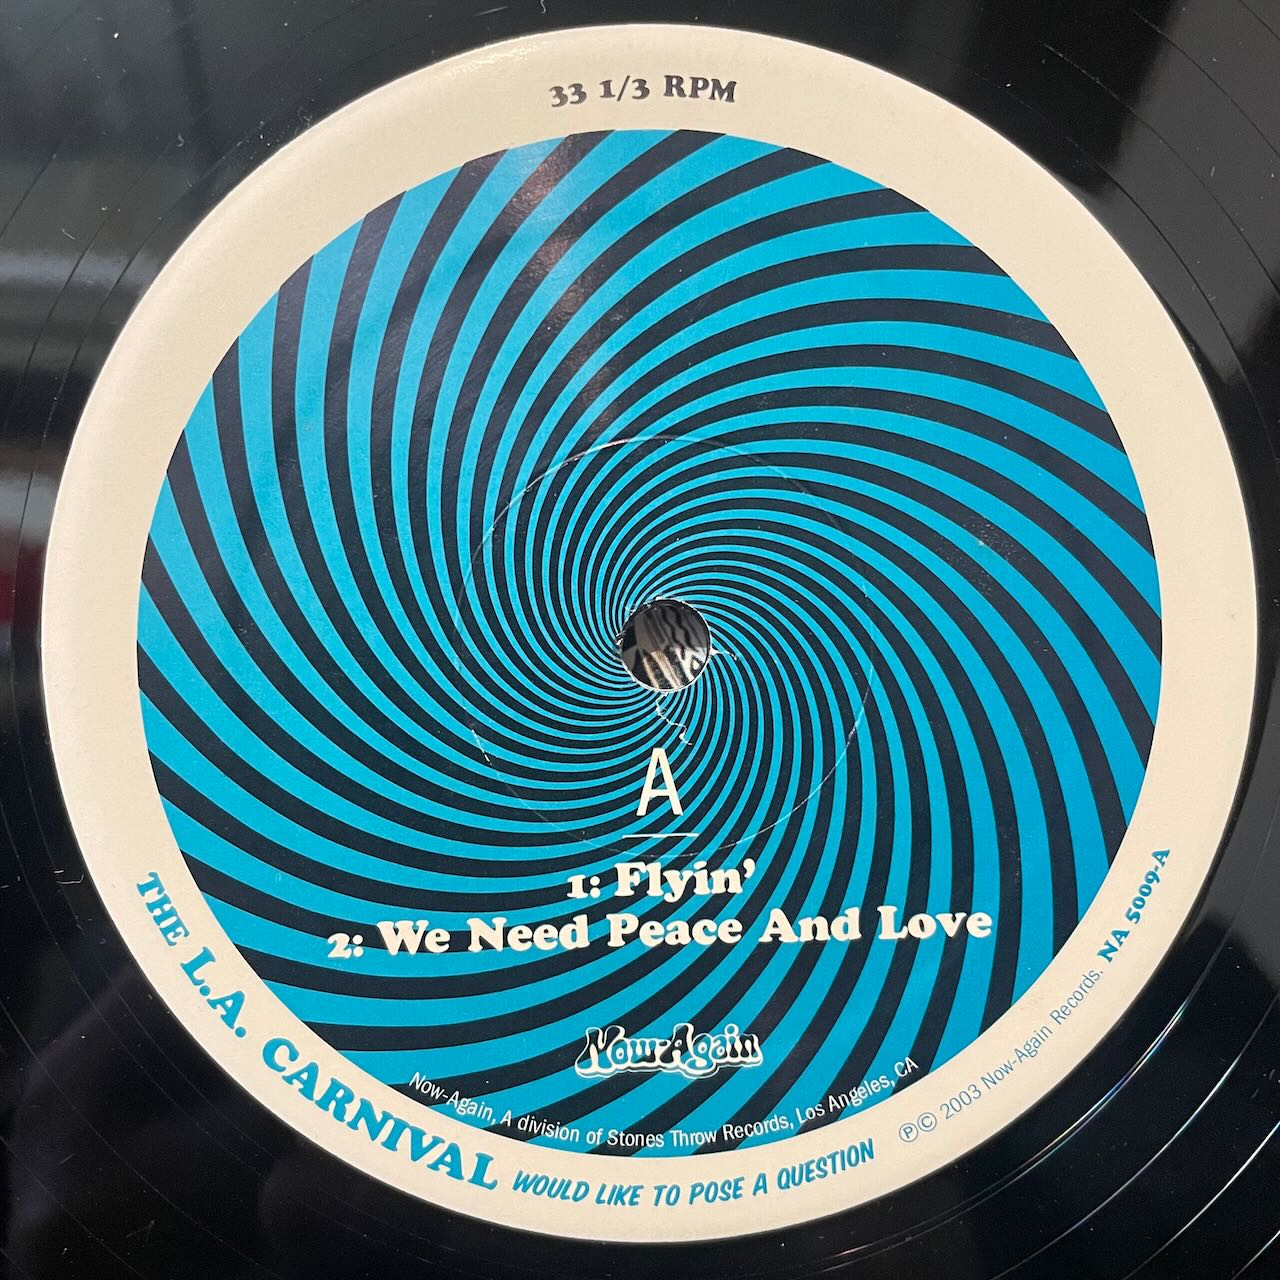 33 1/3 RPM
A
1: Flyin'
2: We Need Peace And Love
Now-Again
Now-Again, A division of Stones Throw Records, Los Angeles, CA
THE L.A. CARNIVAL WOULD LIKE TO POSE A QUESTION
℗© 2003 Now-Again Records. NA 5009-A